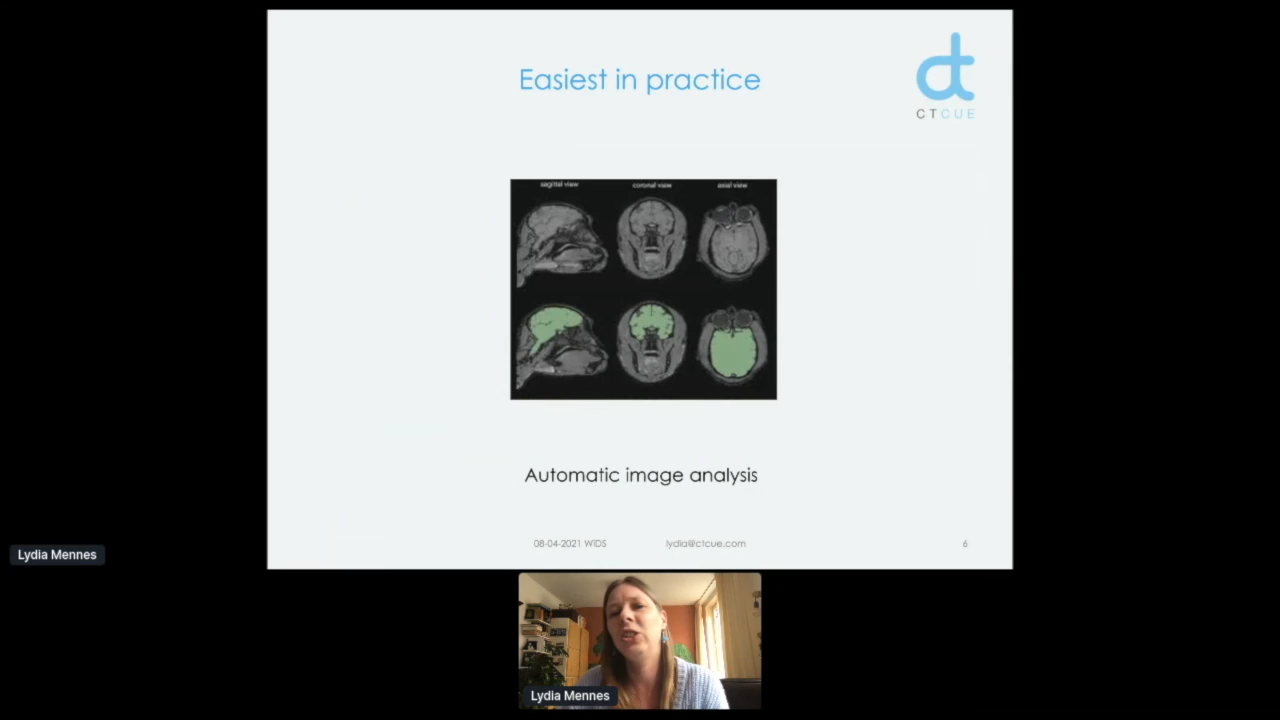 Easiest in practice
CTCUE
sagittal view coronal view axial view
Automatic image analysis
08-04-2021 WiDS lydia@ctcue.com 6
Lydia Mennes
Lydia Mennes